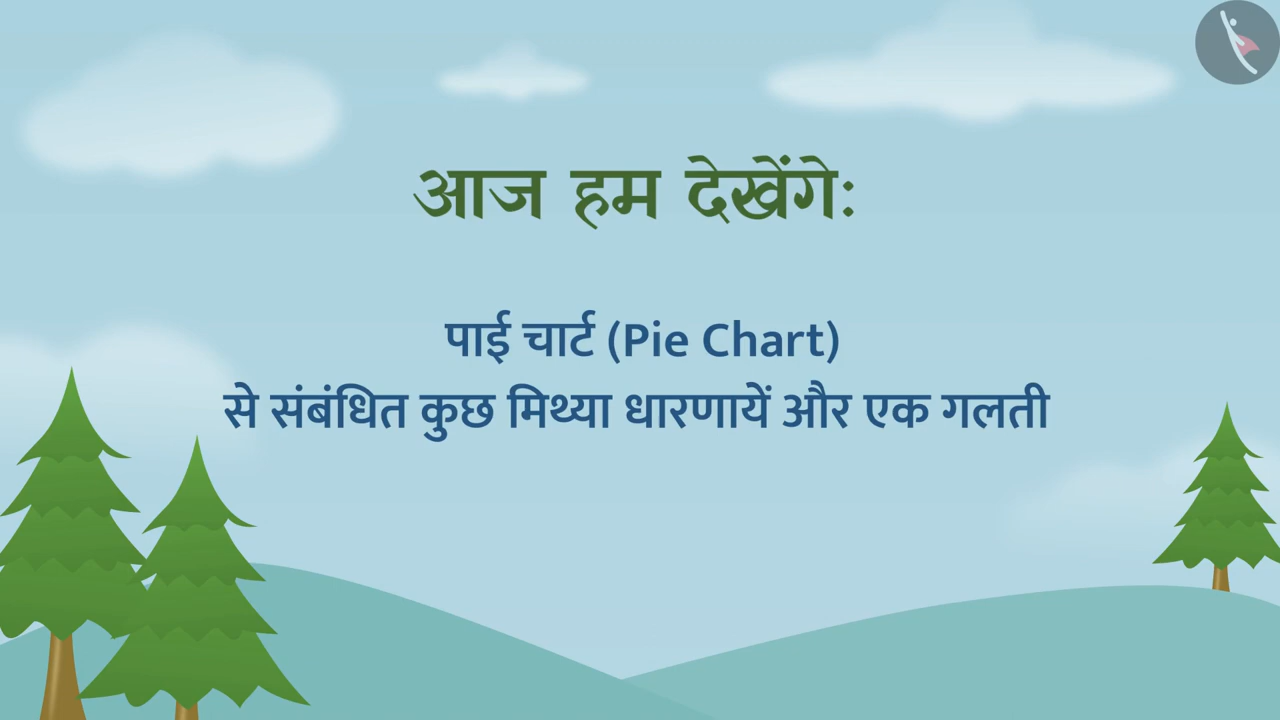 आज हम देखेंगे:
पाई चार्ट (Pie Chart)
से संबंधित कुछ मिथ्या धारणायें और एक गलती